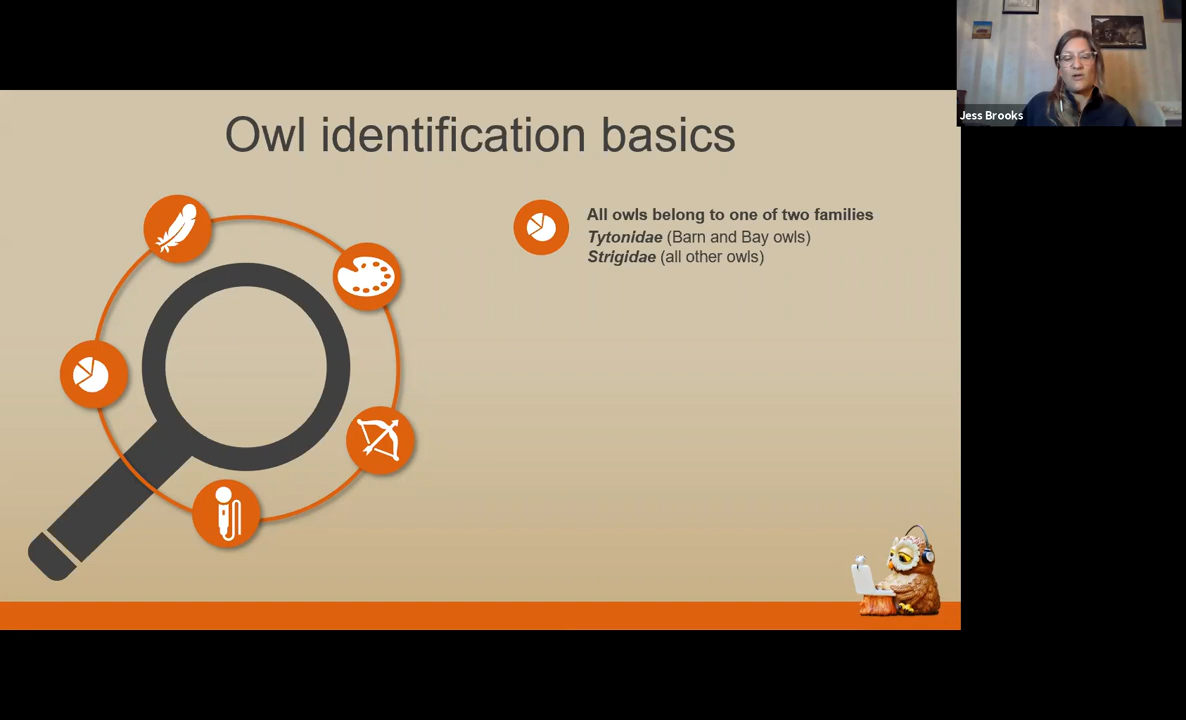 Jess Brooks
Owl identification basics
All owls belong to one of two families
Tytonidae (Barn and Bay owls)
Strigidae (all other owls)